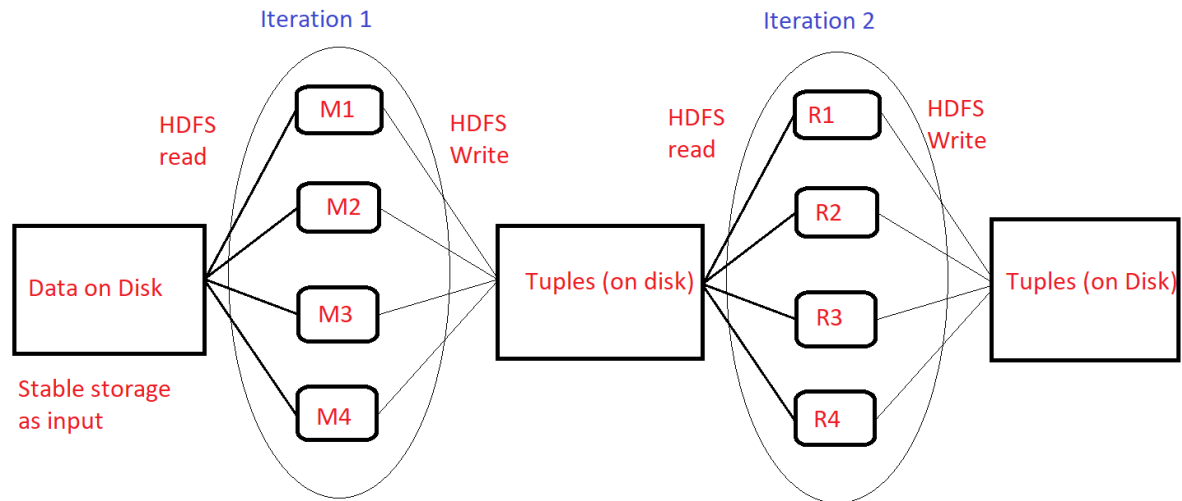 Iteration 1
HDFS
read
M1
M2
M3
M4
HDFS
Write
Data on Disk
Stable storage
as input
Tuples (on disk)
Iteration 2
HDFS
read
R1
R2
R3
R4
HDFS
Write
Tuples (on Disk)